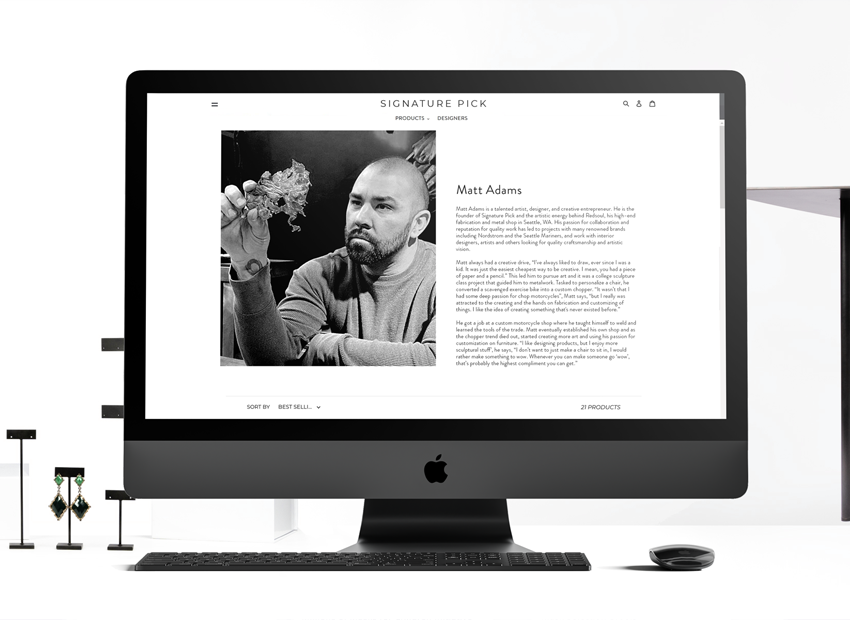 SIGNATURE PICK
PRODUCTS DESIGNERS
Matt Adams
Matt Adams is a talented artist, designer, and creative entrepreneur. He is the
founder of Signature Pick and the artistic energy behind Redsoul, his high-end
fabrication and metal shop in Seattle, WA. His passion for collaboration and
reputation for quality work has led to projects with many renowned brands
including Nordstrom and the Seattle Mariners, and work with interior
designers, artists and others looking for quality craftsmanship and artistic
vision.
Matt always had a creative drive, "I've always liked to draw, ever since I was a
kid. It was just the easiest cheapest way to be creative. I mean, you had a piece
of paper and a pencil." This led him to pursue art and it was a college sculpture
class project that guided him to metalwork. Tasked to personalize a chair, he
converted a scavenged exercise bike into a custom chopper. "It wasn't that I
had some deep passion for chop motorcycles", Matt says, "but I really was
attracted to the creating and the hands on fabrication and customizing of
things. I like the idea of creating something that's never existed before."
He got a job at a custom motorcycle shop where he taught himself to weld and
learned the tools of the trade. Matt eventually established his own shop and as
the chopper trend died out, started creating more art and using his passion for
customization on furniture. "I like designing products, but I enjoy more
sculptural stuff", he says, "I don't want to just make a chair to sit in, I would
rather make something to wow. Whenever you can make someone go 'wow',
that's probably the highest compliment you can get."
SORT BY BEST SELLI... 21 PRODUCTS